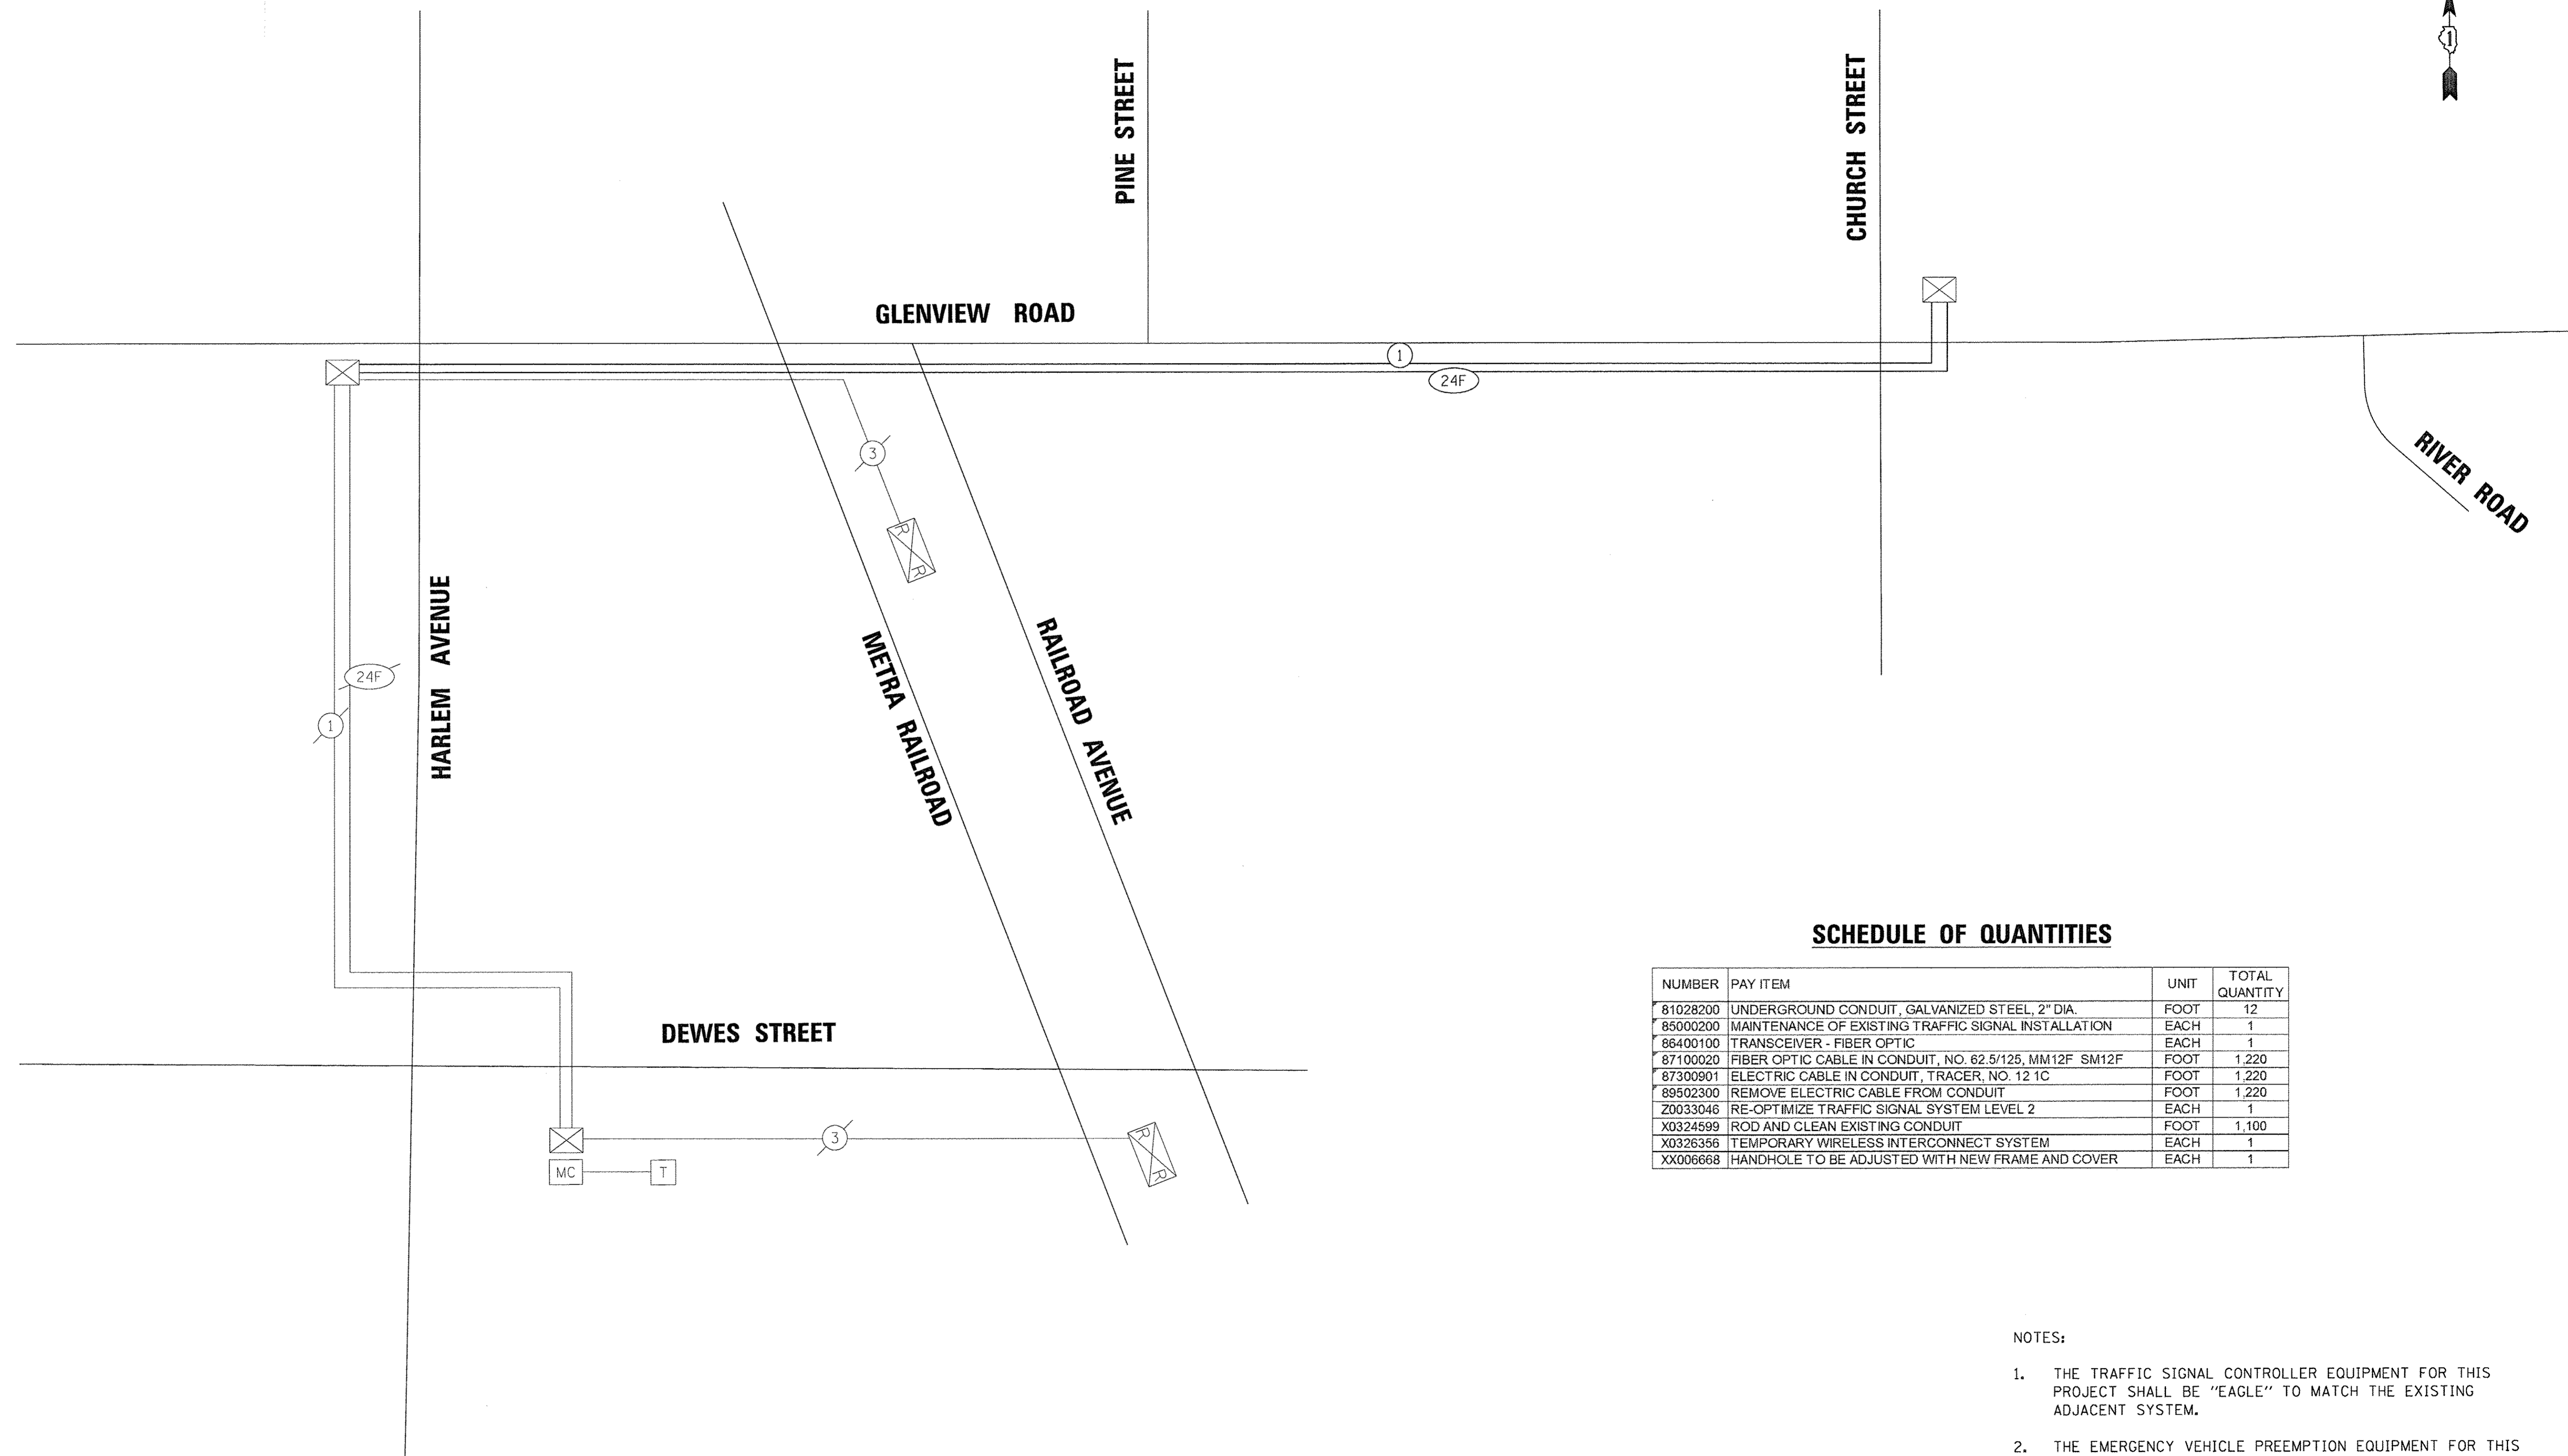 1
PINE STREET
CHURCH STREET
GLENVIEW ROAD
1
24F
3
R R
RIVER ROAD
HARLEM AVENUE
24F
1
METRA RAILROAD
RAILROAD AVENUE
DEWES STREET
3
R R
MC
T
SCHEDULE OF QUANTITIES
NUMBER PAY ITEM UNIT TOTAL QUANTITY
81028200 UNDERGROUND CONDUIT, GALVANIZED STEEL, 2" DIA. FOOT 12
85000200 MAINTENANCE OF EXISTING TRAFFIC SIGNAL INSTALLATION EACH 1
86400100 TRANSCEIVER - FIBER OPTIC EACH 1
87100020 FIBER OPTIC CABLE IN CONDUIT, NO. 62.5/125, MM12F SM12F FOOT 1,220
87300901 ELECTRIC CABLE IN CONDUIT, TRACER, NO. 12 1C FOOT 1,220
89502300 REMOVE ELECTRIC CABLE FROM CONDUIT FOOT 1,220
Z0033046 RE-OPTIMIZE TRAFFIC SIGNAL SYSTEM LEVEL 2 EACH 1
X0324599 ROD AND CLEAN EXISTING CONDUIT FOOT 1,100
X0326356 TEMPORARY WIRELESS INTERCONNECT SYSTEM EACH 1
XX006668 HANDHOLE TO BE ADJUSTED WITH NEW FRAME AND COVER EACH 1
NOTES:
1. THE TRAFFIC SIGNAL CONTROLLER EQUIPMENT FOR THIS
PROJECT SHALL BE "EAGLE" TO MATCH THE EXISTING
ADJACENT SYSTEM.
2. THE EMERGENCY VEHICLE PREEMPTION EQUIPMENT FOR THIS